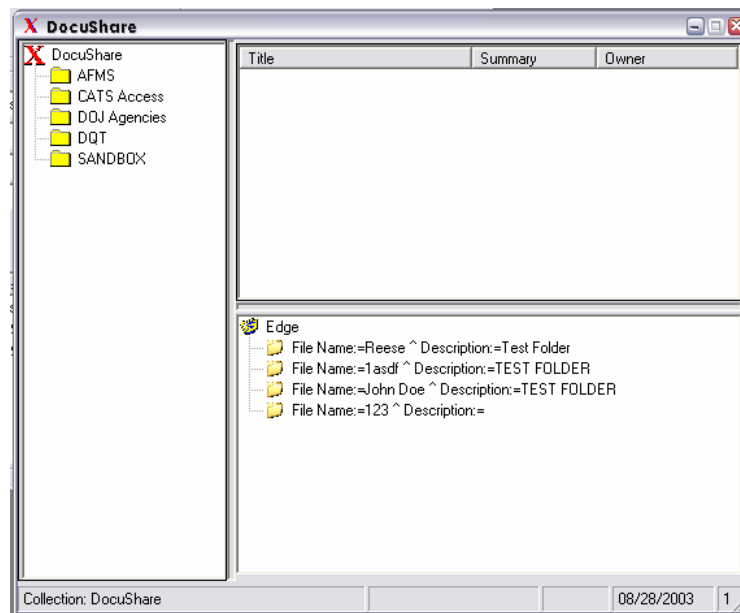 X DocuShare
DocuShare
AFMS
CATS Access
DOJ Agencies
DQT
SANDBOX
Title Summary Owner
Edge
File Name:=Reese ^ Description:=Test Folder
File Name:=1asdf ^ Description:=TEST FOLDER
File Name:=John Doe ^ Description:=TEST FOLDER
File Name:=123 ^ Description:=
Collection: DocuShare 08/28/2003 1